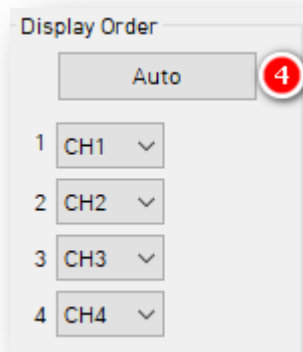 Display Order
Auto 4
1 CH1
2 CH2
3 CH3
4 CH4